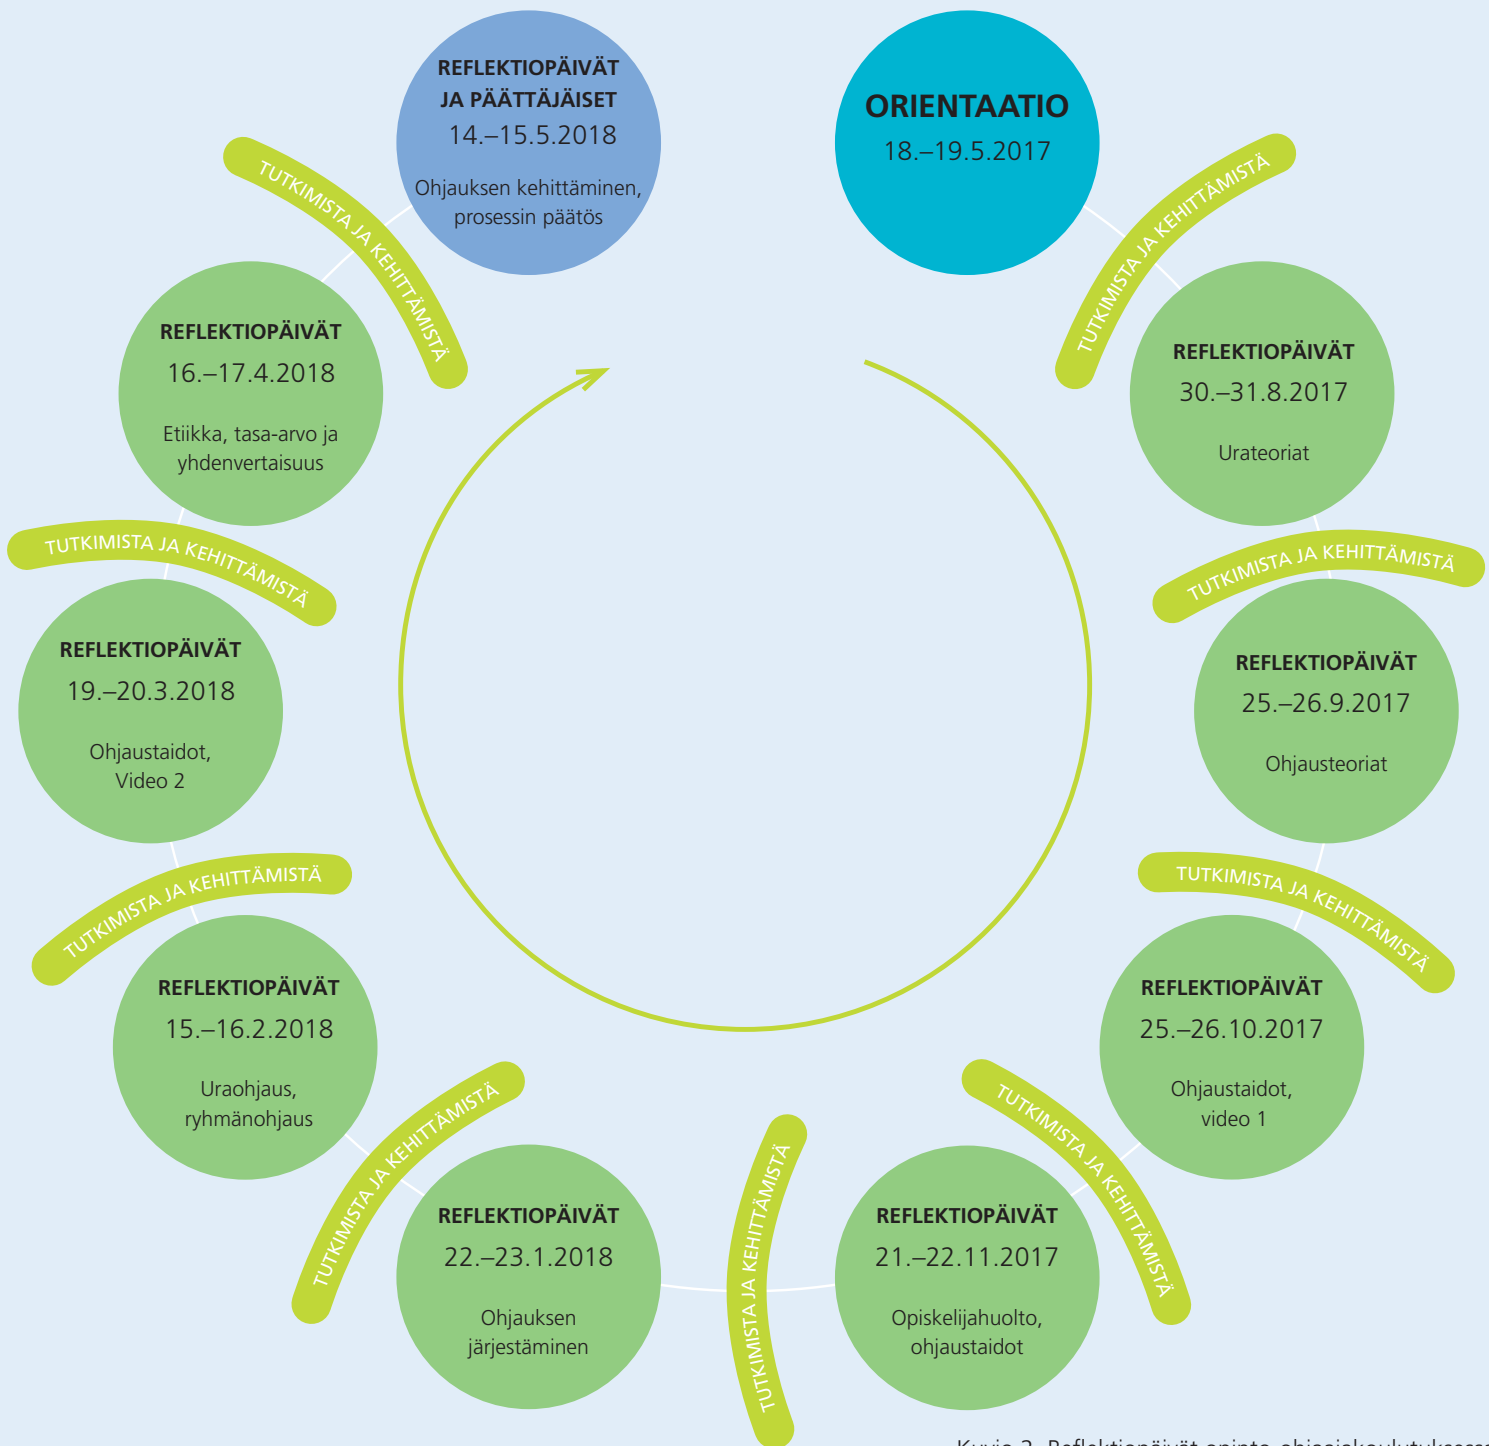 ORIENTAATIO
18.–19.5.2017
TUTKIMISTA JA KEHITTÄMISTÄ
REFLEKTIOPÄIVÄT
30.–31.8.2017
Urateoriat
TUTKIMISTA JA KEHITTÄMISTÄ
REFLEKTIOPÄIVÄT
25.–26.9.2017
Ohjausteoriat
TUTKIMISTA JA KEHITTÄMISTÄ
REFLEKTIOPÄIVÄT
25.–26.10.2017
Ohjaustaidot,
video 1
TUTKIMISTA JA KEHITTÄMISTÄ
REFLEKTIOPÄIVÄT
21.–22.11.2017
Opiskelijahuolto,
ohjaustaidot
TUTKIMISTA JA KEHITTÄMISTÄ
REFLEKTIOPÄIVÄT
22.–23.1.2018
Ohjauksen
järjestäminen
TUTKIMISTA JA KEHITTÄMISTÄ
REFLEKTIOPÄIVÄT
15.–16.2.2018
Uraohjaus,
ryhmänohjaus
TUTKIMISTA JA KEHITTÄMISTÄ
REFLEKTIOPÄIVÄT
19.–20.3.2018
Ohjaustaidot,
Video 2
TUTKIMISTA JA KEHITTÄMISTÄ
REFLEKTIOPÄIVÄT
16.–17.4.2018
Etiikka, tasa-arvo ja
yhdenvertaisuus
TUTKIMISTA JA KEHITTÄMISTÄ
REFLEKTIOPÄIVÄT
JA PÄÄTTÄJÄISET
14.–15.5.2018
Ohjauksen kehittäminen,
prosessin päätös